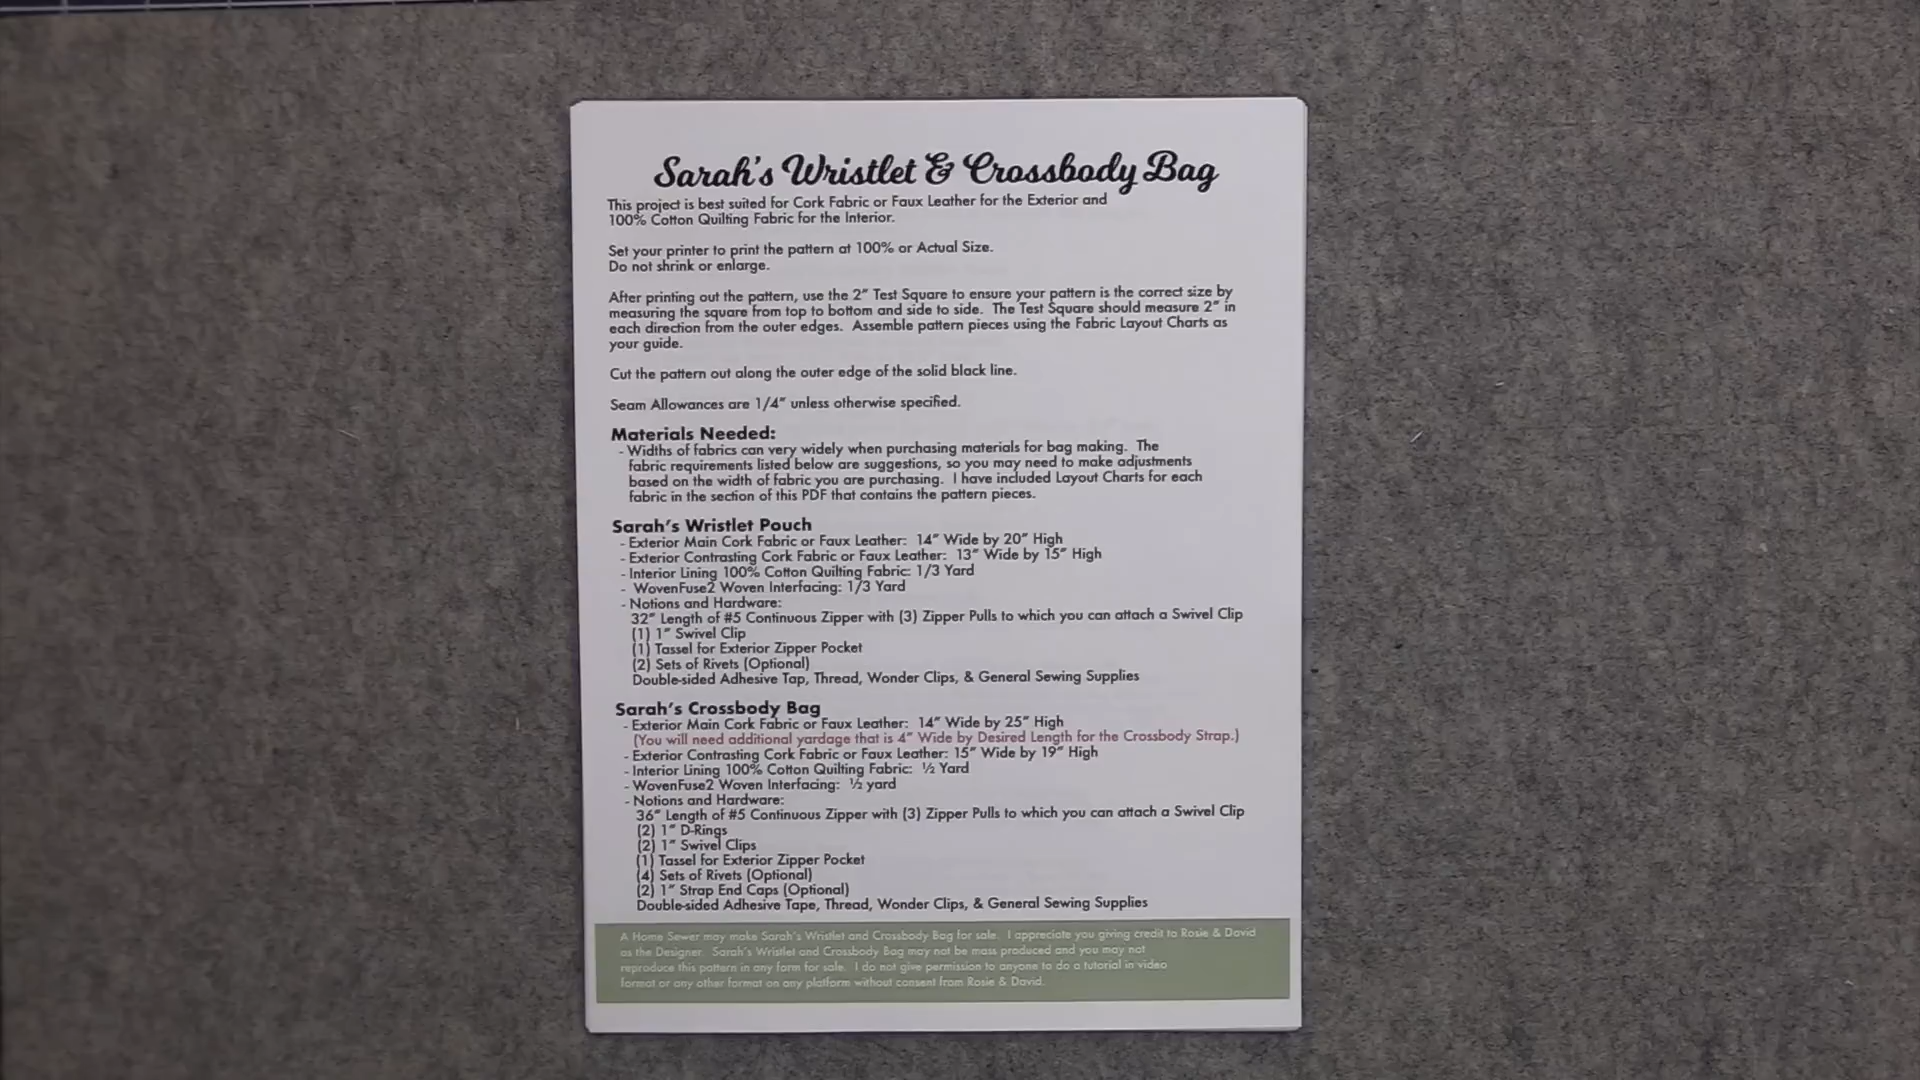 Sarah's Wristlet & Crossbody Bag
This project is best suited for Cork Fabric or Faux Leather for the Exterior and
100% Cotton Quilting Fabric for the Interior.
Set your printer to print the pattern at 100% or Actual Size.
Do not shrink or enlarge.
After printing out the pattern, use the 2" Test Square to ensure your pattern is the correct size by
measuring the square from top to bottom and side to side. The Test Square should measure 2" in
each direction from the outer edges. Assemble pattern pieces using the Fabric Layout Charts as
your guide.
Cut the pattern out along the outer edge of the solid black line.
Seam Allowances are 1/4" unless otherwise specified.
Materials Needed:
- Widths of fabrics can very widely when purchasing materials for bag making. The
fabric requirements listed below are suggestions, so you may need to make adjustments
based on the width of fabric you are purchasing. I have included Layout Charts for each
fabric in the section of this PDF that contains the pattern pieces.
Sarah's Wristlet Pouch
- Exterior Main Cork Fabric or Faux Leather: 14" Wide by 20" High
- Exterior Contrasting Cork Fabric or Faux Leather: 13" Wide by 15" High
- Interior Lining 100% Cotton Quilting Fabric: 1/3 Yard
- WovenFuse2 Woven Interfacing: 1/3 Yard
- Notions and Hardware:
32" Length of #5 Continuous Zipper with (3) Zipper Pulls to which you can attach a Swivel Clip
(1) 1" Swivel Clip
(1) Tassel for Exterior Zipper Pocket
(2) Sets of Rivets (Optional)
Double-sided Adhesive Tap, Thread, Wonder Clips, & General Sewing Supplies
Sarah's Crossbody Bag
- Exterior Main Cork Fabric or Faux Leather: 14" Wide by 25" High
(You will need additional yardage that is 4" Wide by Desired Length for the Crossbody Strap.)
- Exterior Contrasting Cork Fabric or Faux Leather: 15" Wide by 19" High
- Interior Lining 100% Cotton Quilting Fabric: ½ Yard
- WovenFuse2 Woven Interfacing: ½ yard
- Notions and Hardware:
36" Length of #5 Continuous Zipper with (3) Zipper Pulls to which you can attach a Swivel Clip
(2) 1" D-Rings
(2) 1" Swivel Clips
(1) Tassel for Exterior Zipper Pocket
(4) Sets of Rivets (Optional)
(2) 1" Strap End Caps (Optional)
Double-sided Adhesive Tape, Thread, Wonder Clips, & General Sewing Supplies
A Home Sewer may make Sarah's Wristlet and Crossbody Bag for sale. I appreciate you giving credit to Rosie & David
as the Designer. Sarah's Wristlet and Crossbody Bag may not be mass produced and you may not
reproduce this pattern in any form for sale. I do not give permission to anyone to do a tutorial in video
format or any other format on any platform without consent from Rosie & David.